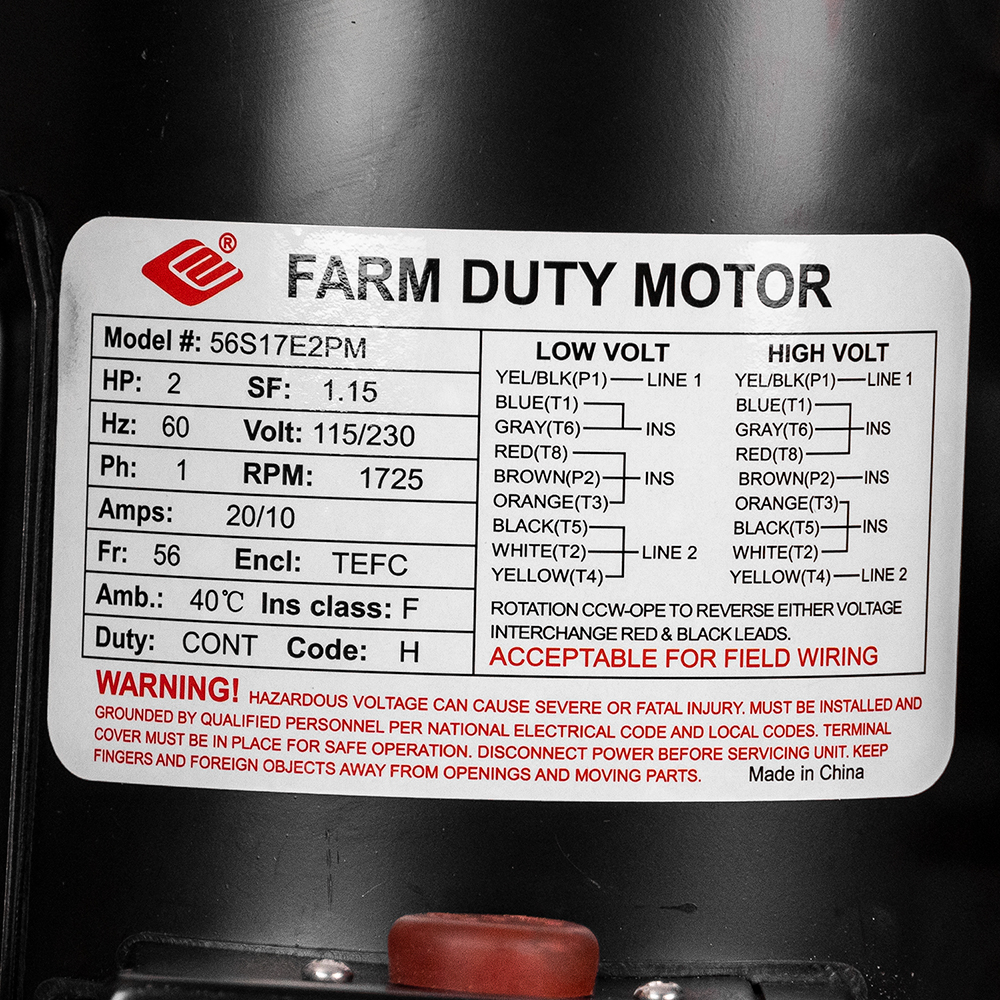 ®
FARM DUTY MOTOR
Model #: 56S17E2PM
HP: 2 SF: 1.15
Hz: 60 Volt: 115/230
Ph: 1 RPM: 1725
Amps: 20/10
Fr: 56 Encl: TEFC
Amb.: 40℃ Ins class: F
Duty: CONT Code: H
LOW VOLT
YEL/BLK(P1) LINE 1
BLUE(T1)
GRAY(T6) INS
RED(T8)
BROWN(P2) INS
ORANGE(T3)
BLACK(T5)
WHITE(T2) LINE 2
YELLOW(T4)
HIGH VOLT
YEL/BLK(P1) LINE 1
BLUE(T1)
GRAY(T6) INS
RED(T8)
BROWN(P2) INS
ORANGE(T3)
BLACK(T5) INS
WHITE(T2)
YELLOW(T4) LINE 2
ROTATION CCW-OPE TO REVERSE EITHER VOLTAGE
INTERCHANGE RED & BLACK LEADS.
ACCEPTABLE FOR FIELD WIRING
WARNING! HAZARDOUS VOLTAGE CAN CAUSE SEVERE OR FATAL INJURY. MUST BE INSTALLED AND
GROUNDED BY QUALIFIED PERSONNEL PER NATIONAL ELECTRICAL CODE AND LOCAL CODES. TERMINAL
COVER MUST BE IN PLACE FOR SAFE OPERATION. DISCONNECT POWER BEFORE SERVICING UNIT. KEEP
FINGERS AND FOREIGN OBJECTS AWAY FROM OPENINGS AND MOVING PARTS. Made in China